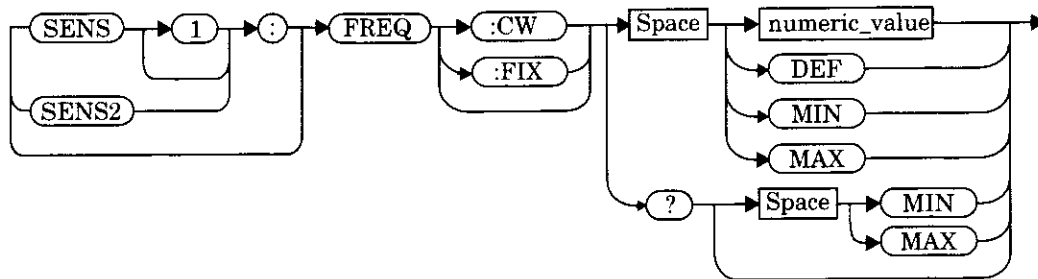 SENS 1 : FREQ :CW Space numeric_value
:FIX DEF
SENS2 MIN
MAX
? Space MIN
MAX